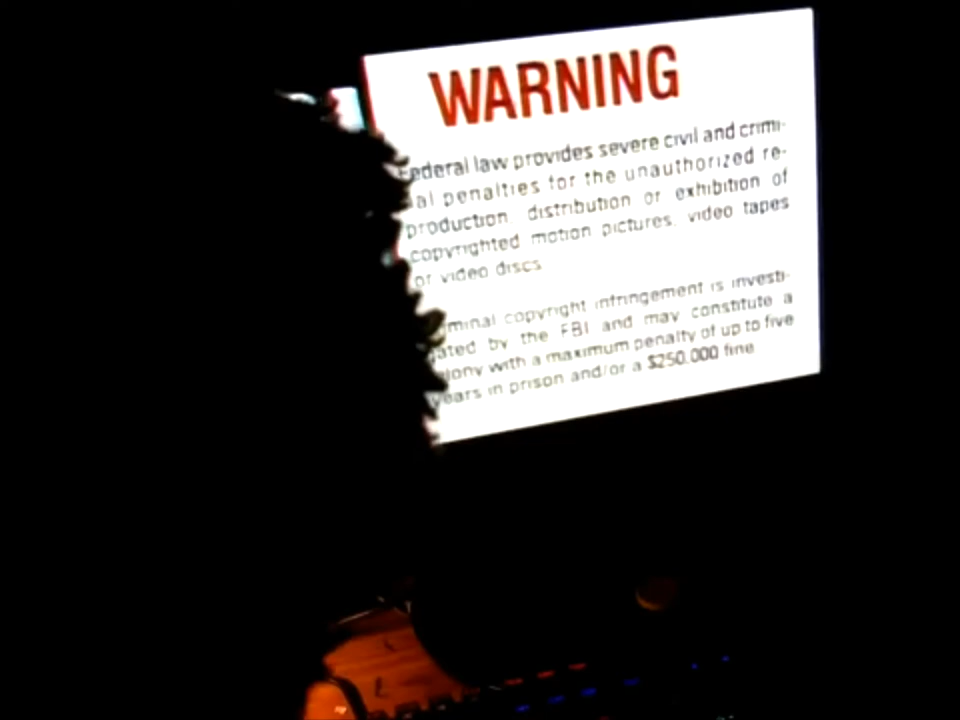 WARNING
Federal law provides severe civil and crimi-
al penalties for the unauthorized re-
production distribution or exhibition of
copyrighted motion pictures, video tapes
or video discs
minal copyright infringement is investi-
ated by the FBI and may constitute a
elony with a maximum penalty of up to five
years in prison and/or a $250,000 fine